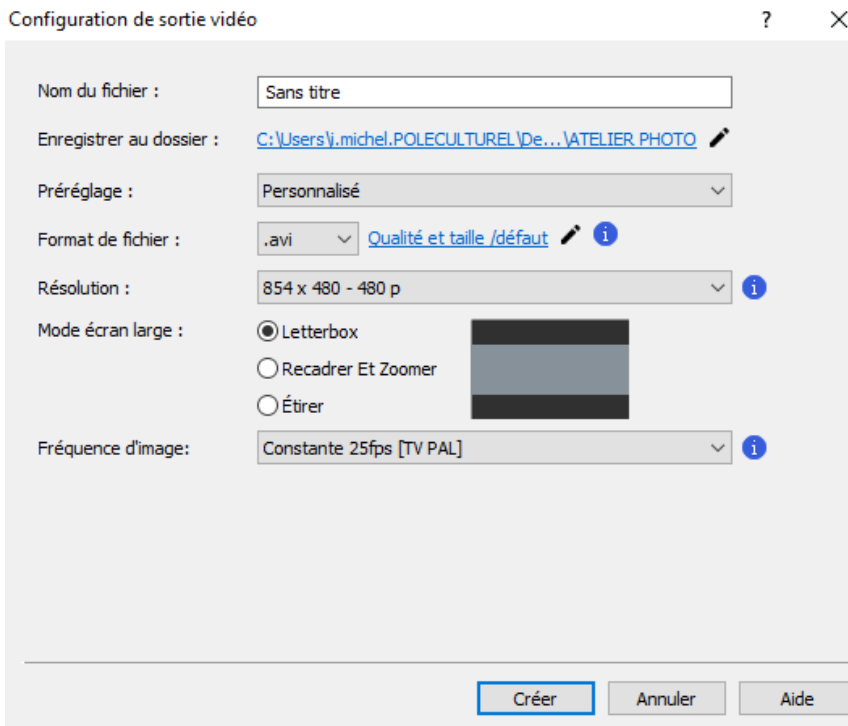 Configuration de sortie vidéo ?
Nom du fichier : Sans titre
Enregistrer au dossier : C:\Users\j.michel.POLECULTUREL\De...\ATELIER PHOTO
Préréglage : Personnalisé
Format de fichier : .avi Qualité et taille /défaut i
Résolution : 854 x 480 - 480 p i
Mode écran large : Letterbox
Recadrer Et Zoomer
Étirer
Fréquence d'image: Constante 25fps [TV PAL] i
Créer Annuler Aide